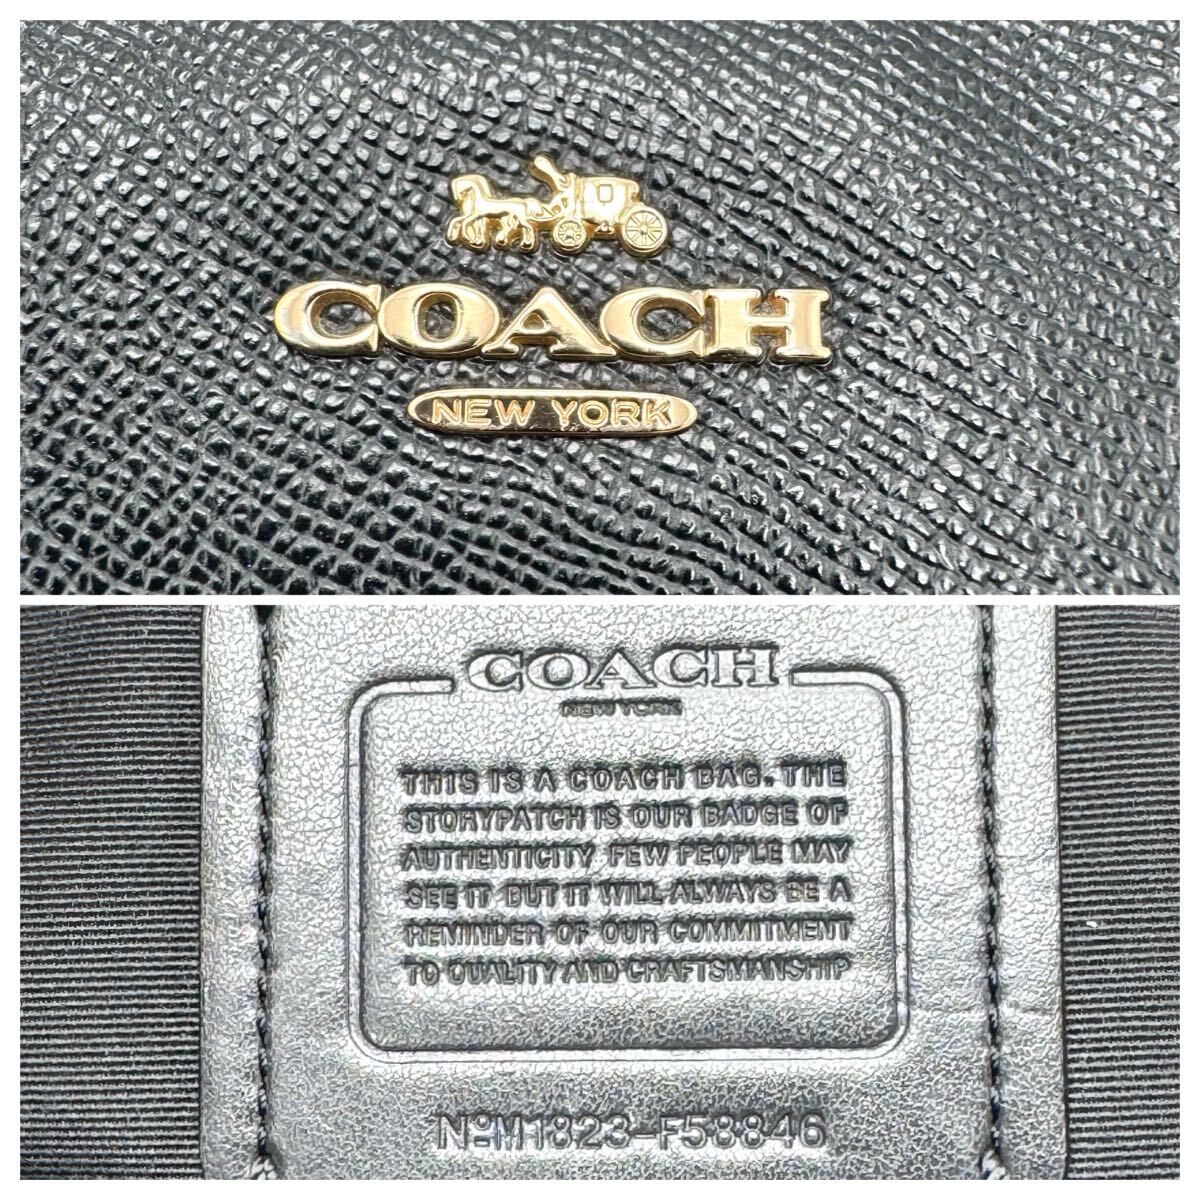 COACH
NEW YORK
COACH
NEW YORK
THIS IS A COACH BAG. THE
STORYPATCH IS OUR BADGE OF
AUTHENTICITY FEW PEOPLE MAY
SEE IT BUT IT WILL ALWAYS BE A
REMINDER OF OUR COMMITMENT
TO QUALITY AND CRAFTSMANSHIP
NoM1823-F58846